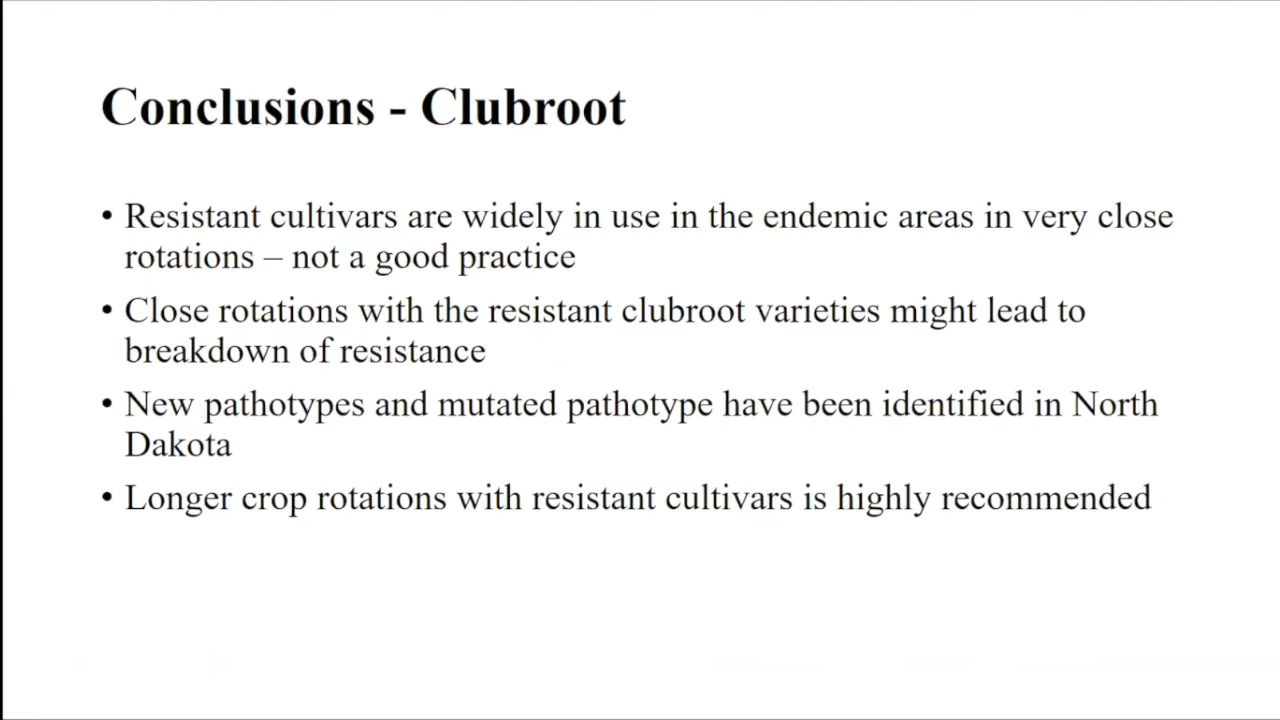 Conclusions - Clubroot
• Resistant cultivars are widely in use in the endemic areas in very close
rotations – not a good practice
• Close rotations with the resistant clubroot varieties might lead to
breakdown of resistance
• New pathotypes and mutated pathotype have been identified in North
Dakota
• Longer crop rotations with resistant cultivars is highly recommended